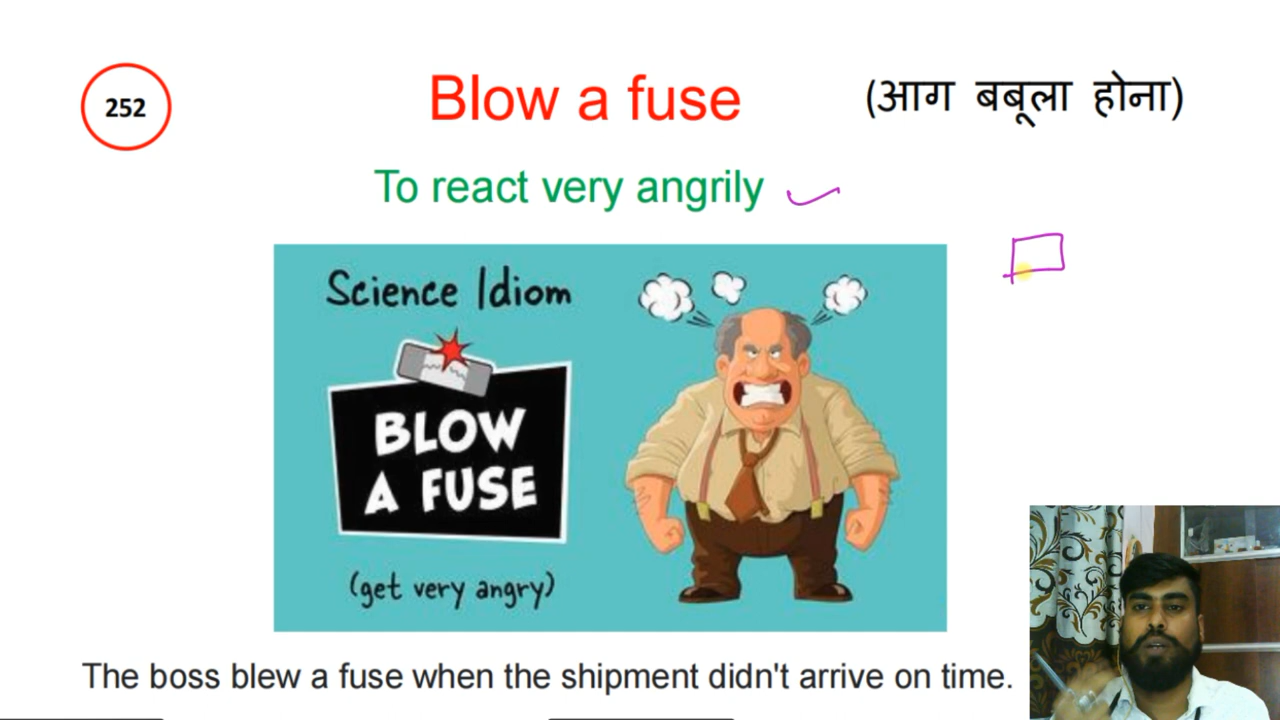 252
Blow a fuse (आग बबूला होना)
To react very angrily
Science Idiom
BLOW
A FUSE
(get very angry)
The boss blew a fuse when the shipment didn't arrive on time.